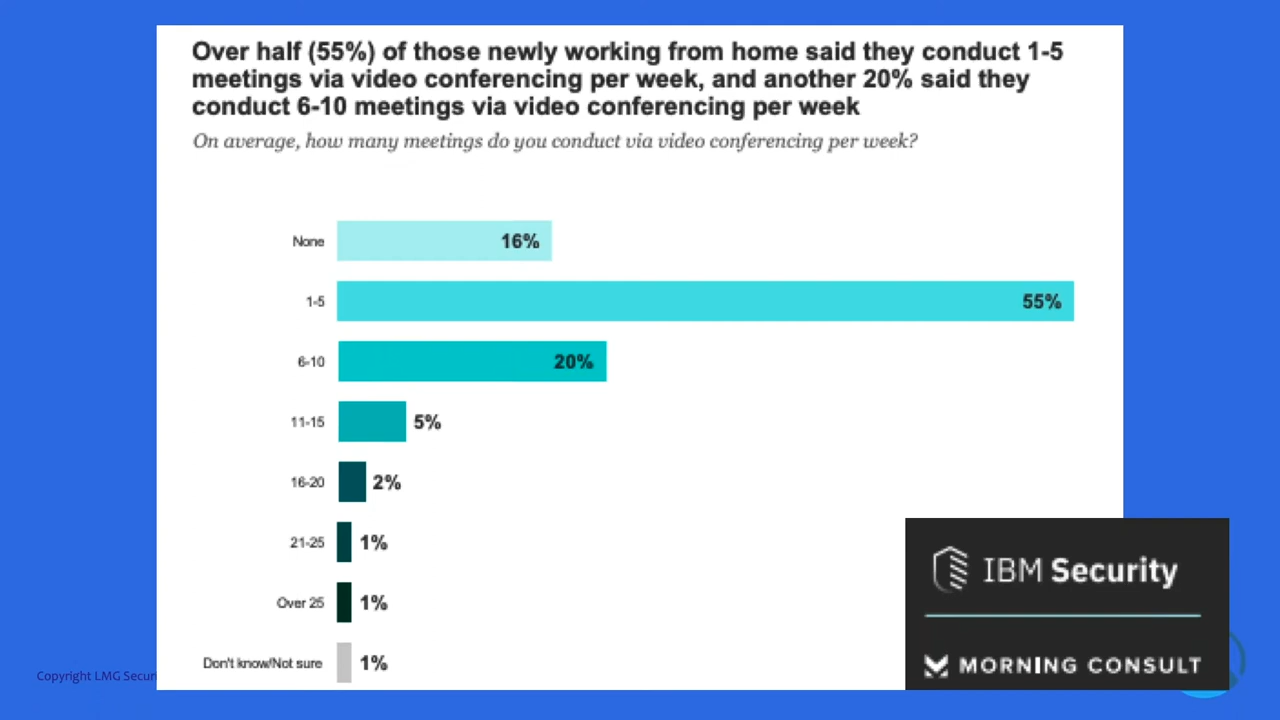 Over half (55%) of those newly working from home said they conduct 1-5
meetings via video conferencing per week, and another 20% said they
conduct 6-10 meetings via video conferencing per week
On average, how many meetings do you conduct via video conferencing per week?
None 16%
1-5 55%
6-10 20%
11-15 5%
16-20 2%
21-25 1%
Over 25 1%
Don't know/Not sure 1%
IBM Security
MORNING CONSULT
Copyright LMG